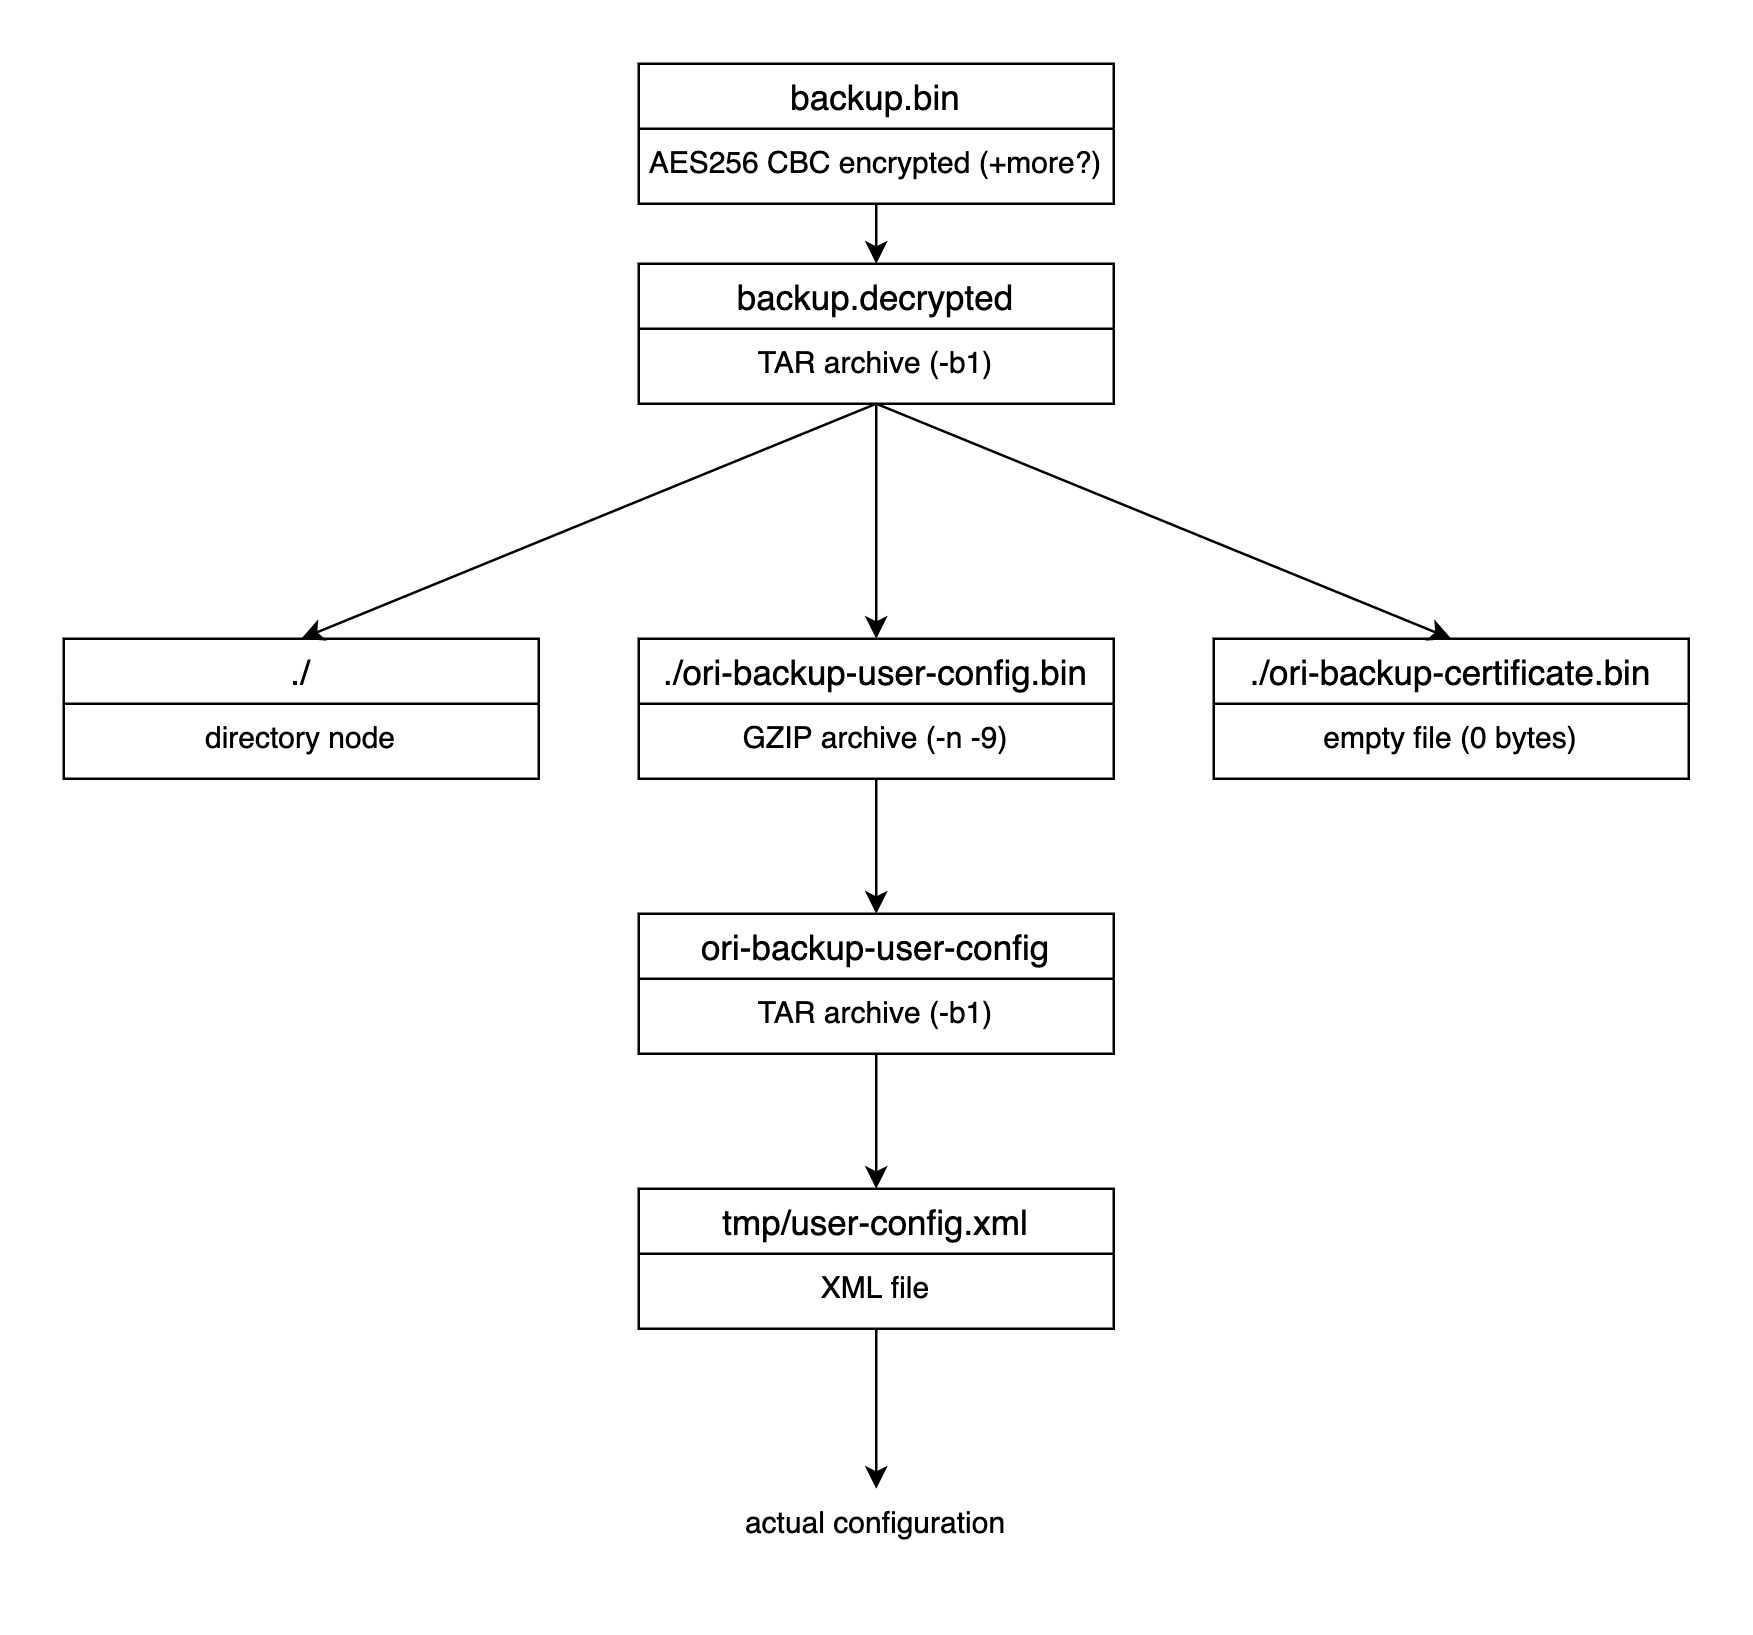 backup.bin
AES256 CBC encrypted (+more?)
backup.decrypted
TAR archive (-b1)
./
directory node
./ori-backup-user-config.bin
GZIP archive (-n -9)
./ori-backup-certificate.bin
empty file (0 bytes)
ori-backup-user-config
TAR archive (-b1)
tmp/user-config.xml
XML file
actual configuration